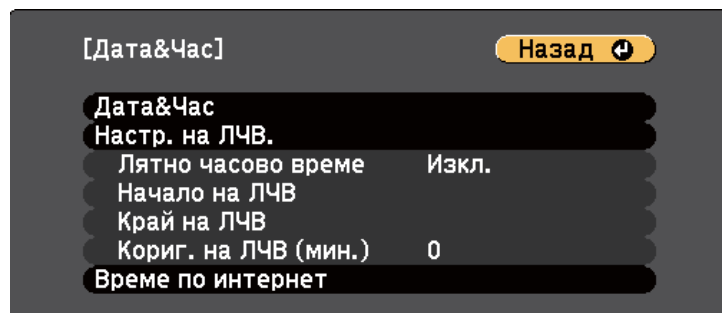 [Дата&Час]
Назад
Дата&Час
Настр. на ЛЧВ.
Лятно часово време Изкл.
Начало на ЛЧВ
Край на ЛЧВ
Кориг. на ЛЧВ (мин.) 0
Време по интернет